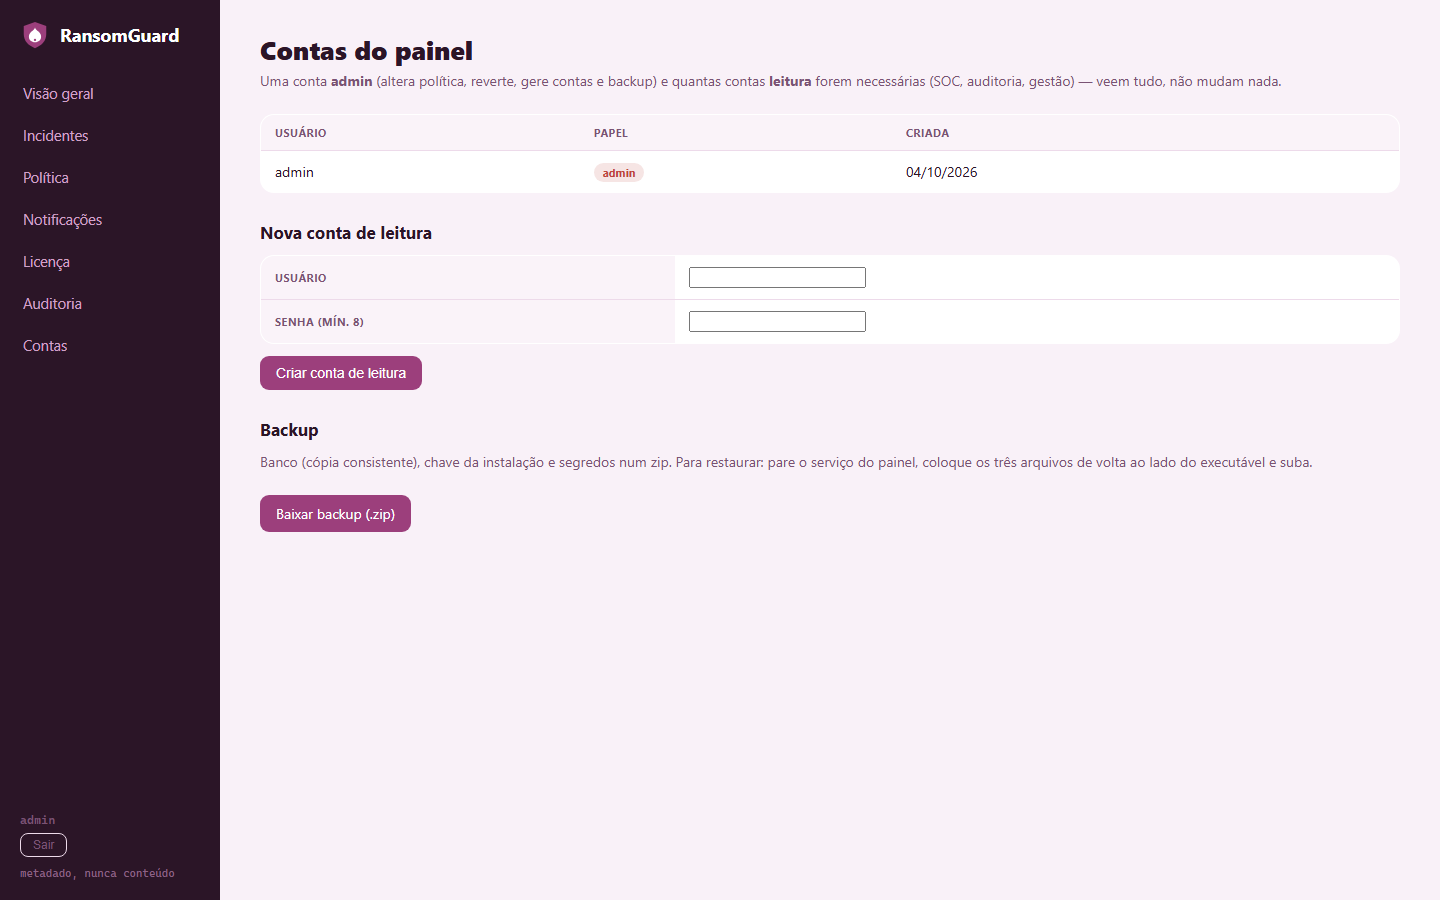 RansomGuard
Visão geral
Incidentes
Política
Notificações
Licença
Auditoria
Contas
admin
Sair
metadado, nunca conteúdo
Contas do painel
Uma conta admin (altera política, reverte, gere contas e backup) e quantas contas leitura forem necessárias (SOC, auditoria, gestão) — veem tudo, não mudam nada.
USUÁRIO PAPEL CRIADA
admin admin 04/10/2026
Nova conta de leitura
USUÁRIO
SENHA (MÍN. 8)
Criar conta de leitura
Backup
Banco (cópia consistente), chave da instalação e segredos num zip. Para restaurar: pare o serviço do painel, coloque os três arquivos de volta ao lado do executável e suba.
Baixar backup (.zip)